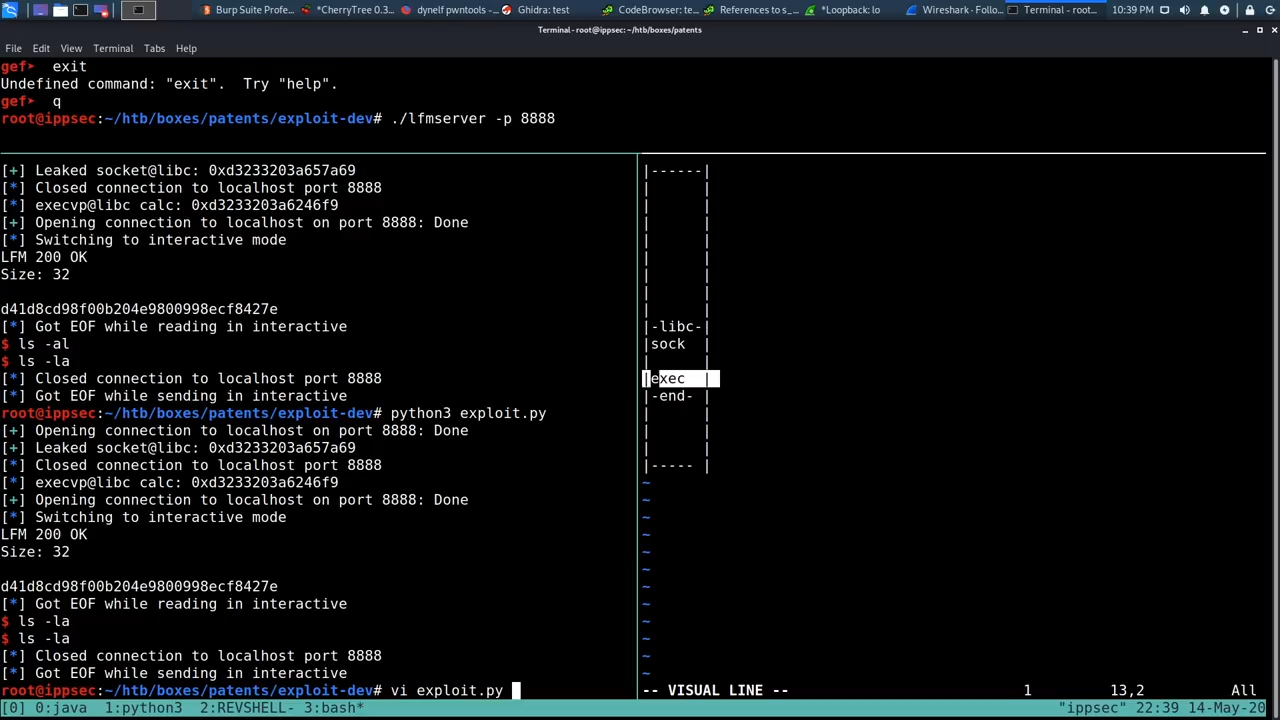 Burp Suite Profe...
*CherryTree 0.3...
dynelf pwntools -...
Ghidra: test
CodeBrowser: te...
References to s_...
*Loopback: lo
Wireshark · Follo...
Terminal - root...
10:39 PM
Terminal - root@ippsec:~/htb/boxes/patents
File Edit View Terminal Tabs Help
gef➤  exit
Undefined command: "exit".  Try "help".
gef➤  q
root@ippsec:~/htb/boxes/patents/exploit-dev# ./lfmserver -p 8888
[+] Leaked socket@libc: 0xd3233203a657a69
[*] Closed connection to localhost port 8888
[*] execvp@libc calc: 0xd3233203a6246f9
[+] Opening connection to localhost on port 8888: Done
[*] Switching to interactive mode
LFM 200 OK
Size: 32
d41d8cd98f00b204e9800998ecf8427e
[*] Got EOF while reading in interactive
$ ls -al
$ ls -la
[*] Closed connection to localhost port 8888
[*] Got EOF while sending in interactive
root@ippsec:~/htb/boxes/patents/exploit-dev# python3 exploit.py
[+] Opening connection to localhost on port 8888: Done
[+] Leaked socket@libc: 0xd3233203a657a69
[*] Closed connection to localhost port 8888
[*] execvp@libc calc: 0xd3233203a6246f9
[+] Opening connection to localhost on port 8888: Done
[*] Switching to interactive mode
LFM 200 OK
Size: 32
d41d8cd98f00b204e9800998ecf8427e
[*] Got EOF while reading in interactive
$ ls -la
$ ls -la
[*] Closed connection to localhost port 8888
[*] Got EOF while sending in interactive
root@ippsec:~/htb/boxes/patents/exploit-dev# vi exploit.py
|------|
|      |
|      |
|      |
|      |
|      |
|      |
|      |
|      |
|-libc-|
|sock  |
|      |
|exec  |
|-end- |
|      |
|      |
|      |
|----- |
~
~
~
~
~
~
~
~
~
~
~
~
-- VISUAL LINE -- 1 13,2 All
[0] 0:java  1:python3  2:REVSHELL- 3:bash* "ippsec" 22:39 14-May-20